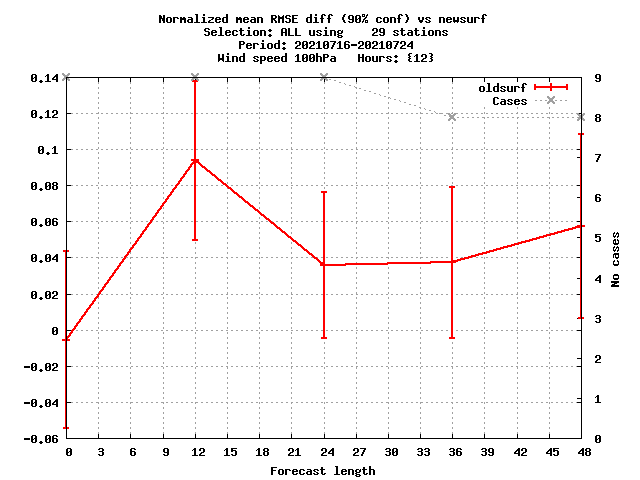 Normalized mean RMSE diff (90% conf) vs newsurf
Selection: ALL using    29 stations
Period: 20210716-20210724
Wind speed 100hPa   Hours: {12}
oldsurf
Cases
0.14
0.12
0.1
0.08
0.06
0.04
0.02
0
-0.02
-0.04
-0.06
9
8
7
6
5
4
3
2
1
0
No cases
0 3 6 9 12 15 18 21 24 27 30 33 36 39 42 45 48
Forecast length